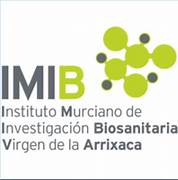 IMIB
Instituto Murciano de
Investigación Biosanitaria
Virgen de la Arrixaca